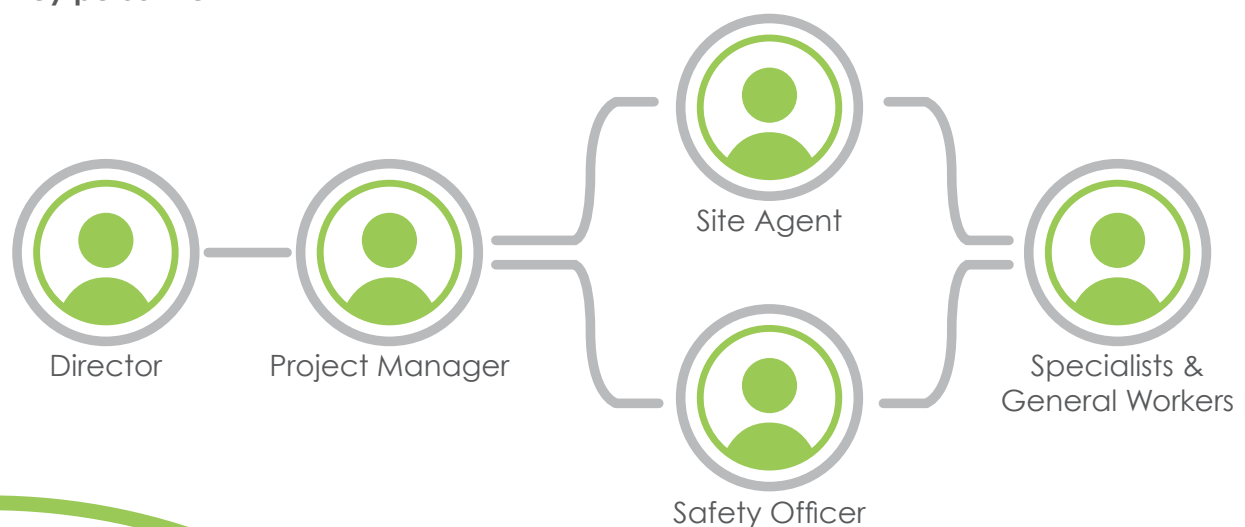 Site Agent
Director
Project Manager
Specialists &
General Workers
Safety Officer